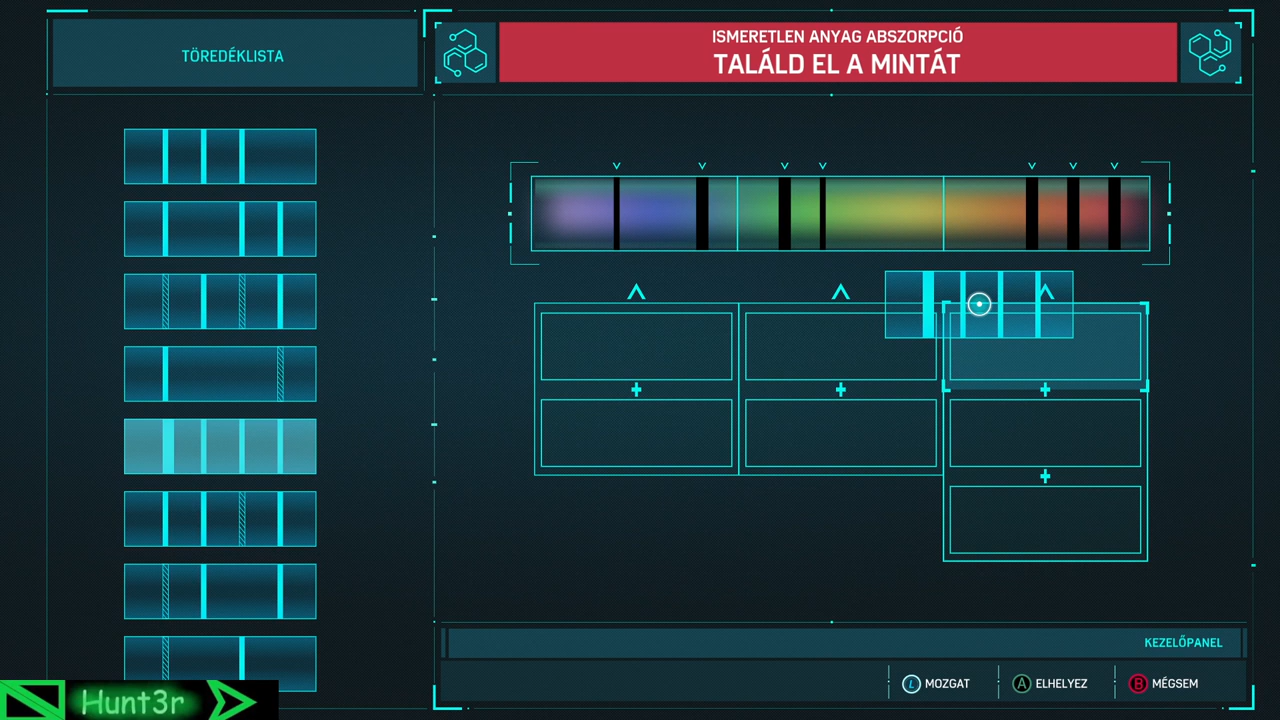 TÖREDÉKLISTA
ISMERETLEN ANYAG ABSZORPCIÓ
TALÁLD EL A MINTÁT
KEZELŐPANEL
L MOZGAT
A ELHELYEZ
B MÉGSEM
Hunt3r